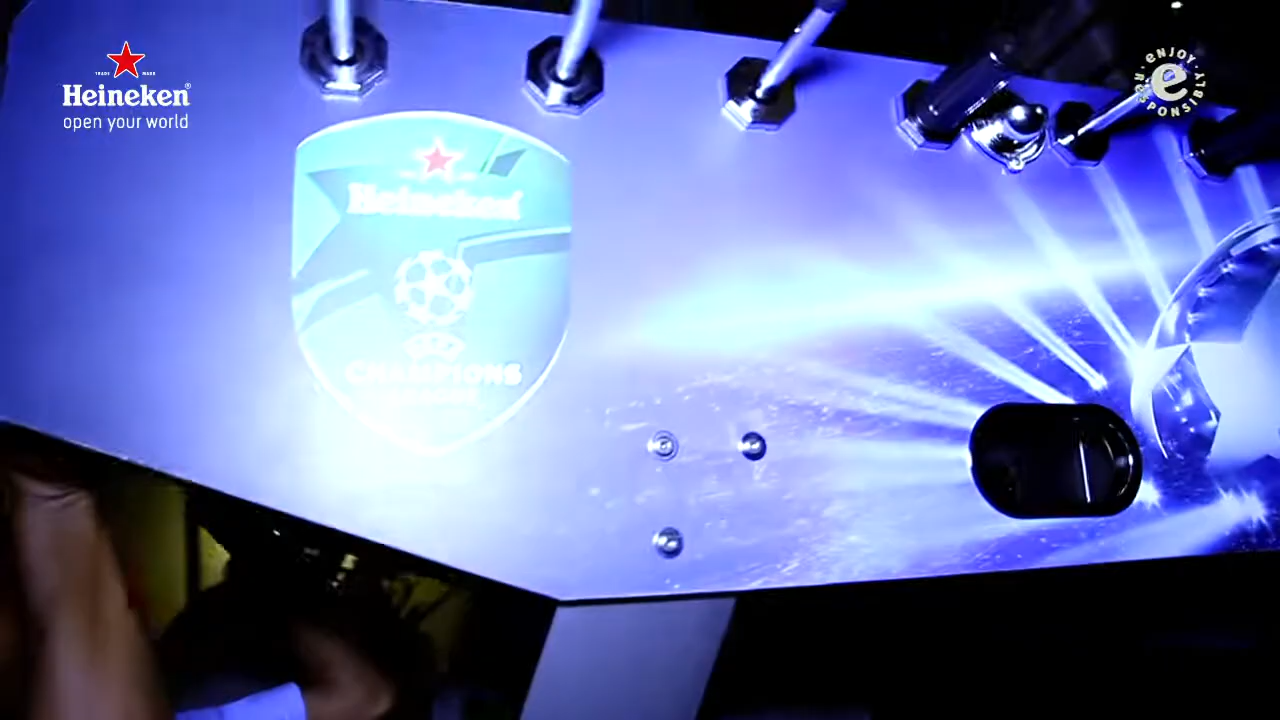 TRADE MARK
Heineken®
open your world
ENJOY RESPONSIBLY
e
Heineken
CHAMPIONS